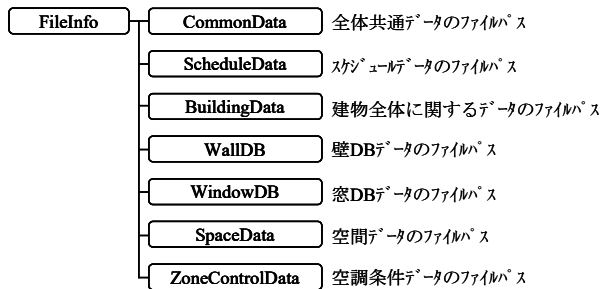 FileInfo CommonData 全体共通ﾃﾞｰﾀのﾌｧｲﾙﾊﾟｽ
ScheduleData ｽｹｼﾞｭｰﾙﾃﾞｰﾀのﾌｧｲﾙﾊﾟｽ
BuildingData 建物全体に関するﾃﾞｰﾀのﾌｧｲﾙﾊﾟｽ
WallDB 壁DBﾃﾞｰﾀのﾌｧｲﾙﾊﾟｽ
WindowDB 窓DBﾃﾞｰﾀのﾌｧｲﾙﾊﾟｽ
SpaceData 空間ﾃﾞｰﾀのﾌｧｲﾙﾊﾟｽ
ZoneControlData 空調条件ﾃﾞｰﾀのﾌｧｲﾙﾊﾟｽ